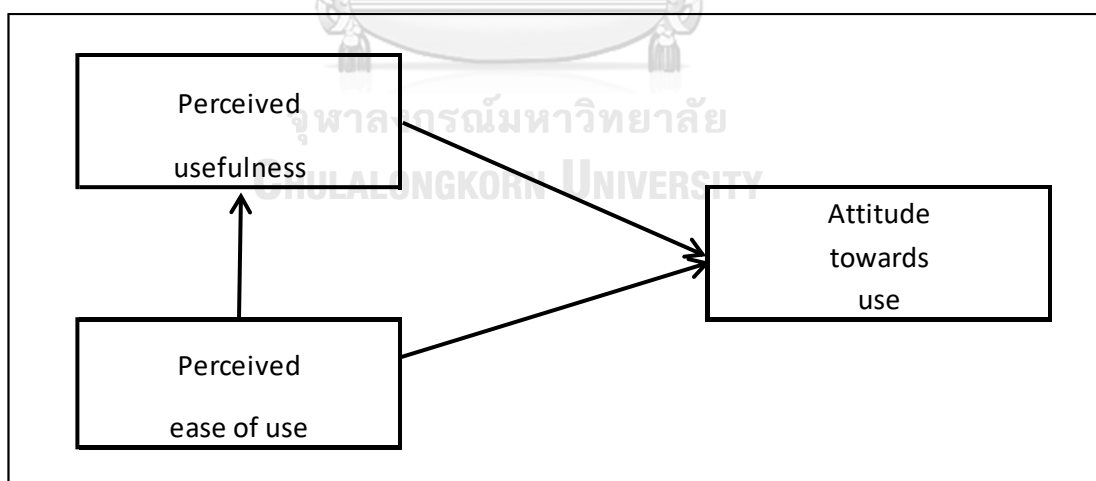 Perceived
usefulness
จุฬาลงกรณ์มหาวิทยาลัย
CHULALONGKORN UNIVERSITY
Attitude
towards
use
Perceived
ease of use